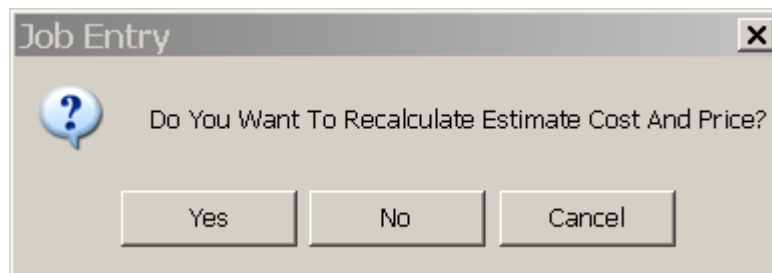 Job Entry
Do You Want To Recalculate Estimate Cost And Price?
Yes No Cancel